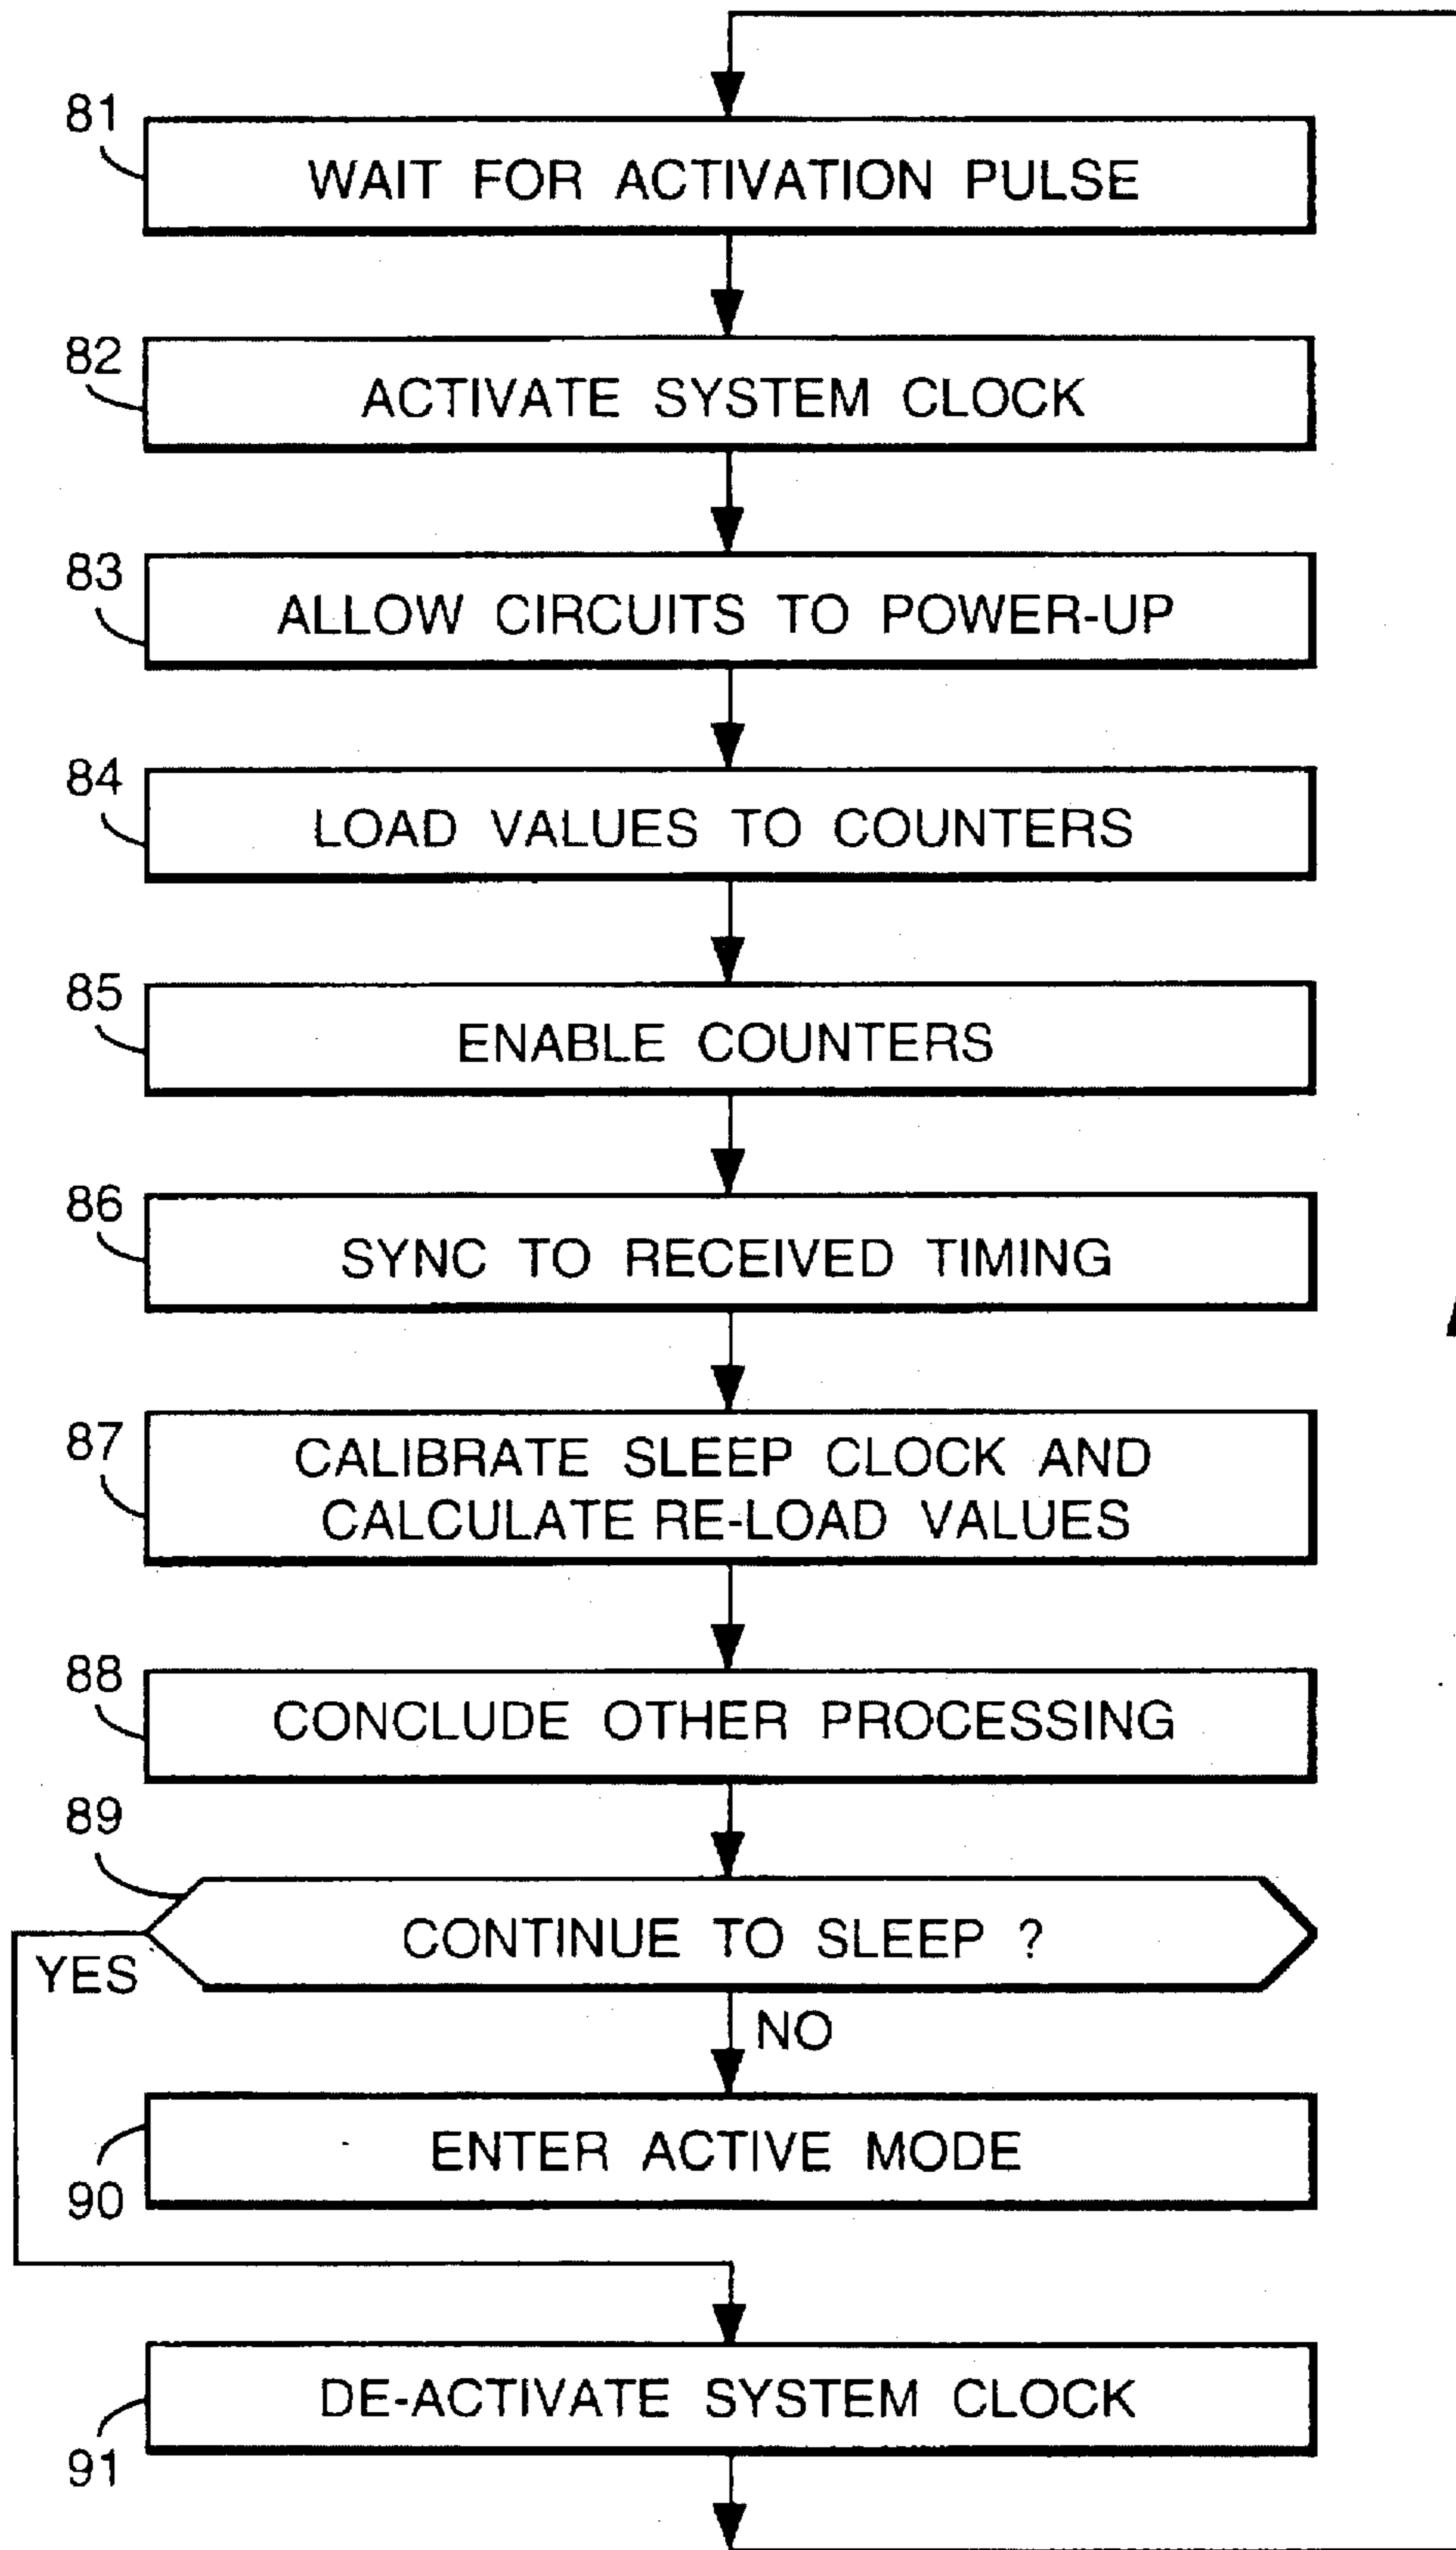 81
WAIT FOR ACTIVATION PULSE
82
ACTIVATE SYSTEM CLOCK
83
ALLOW CIRCUITS TO POWER-UP
84
LOAD VALUES TO COUNTERS
85
ENABLE COUNTERS
86
SYNC TO RECEIVED TIMING
87
CALIBRATE SLEEP CLOCK AND
CALCULATE RE-LOAD VALUES
88
CONCLUDE OTHER PROCESSING
89
CONTINUE TO SLEEP ?
YES
NO
ENTER ACTIVE MODE
90
DE-ACTIVATE SYSTEM CLOCK
91